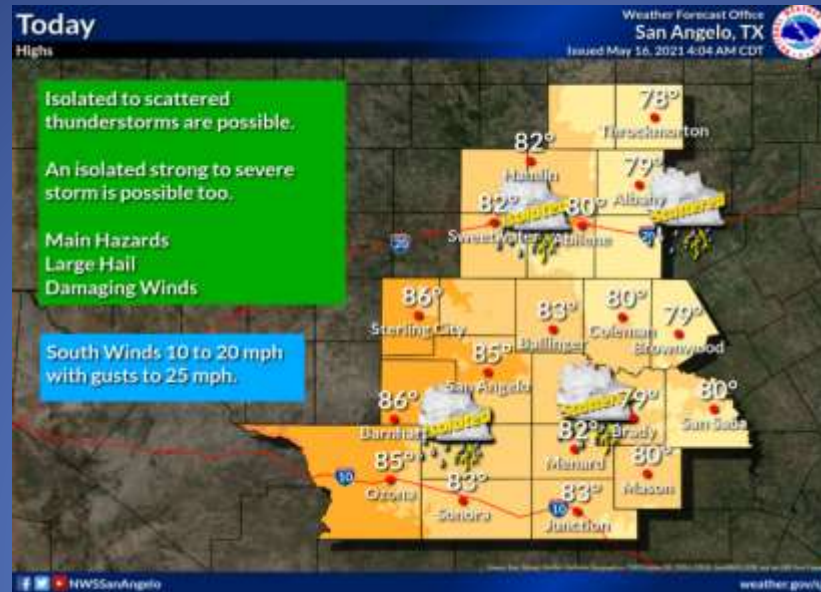 Today
Highs
Weather Forecast Office
San Angelo, TX
Issued May 16, 2021 4:04 AM CDT
Isolated to scattered
thunderstorms are possible.
An isolated strong to severe
storm is possible too.
Main Hazards
Large Hail
Damaging Winds
South Winds 10 to 20 mph
with gusts to 25 mph.
78°
Throckmorton
82°
Hamlin
79°
Albany
Scattered
82°
Sweetwater
Isolated
80°
Abilene
20
20
86°
Sterling City
83°
Ballinger
80°
Coleman
79°
Brownwood
85°
San Angelo
86°
Barnhart
Isolated
Scattered
79°
Brady
80°
San Saba
82°
Menard
85°
Ozona
10
83°
Sonora
80°
Mason
83°
10
Junction
NWSSanAngelo